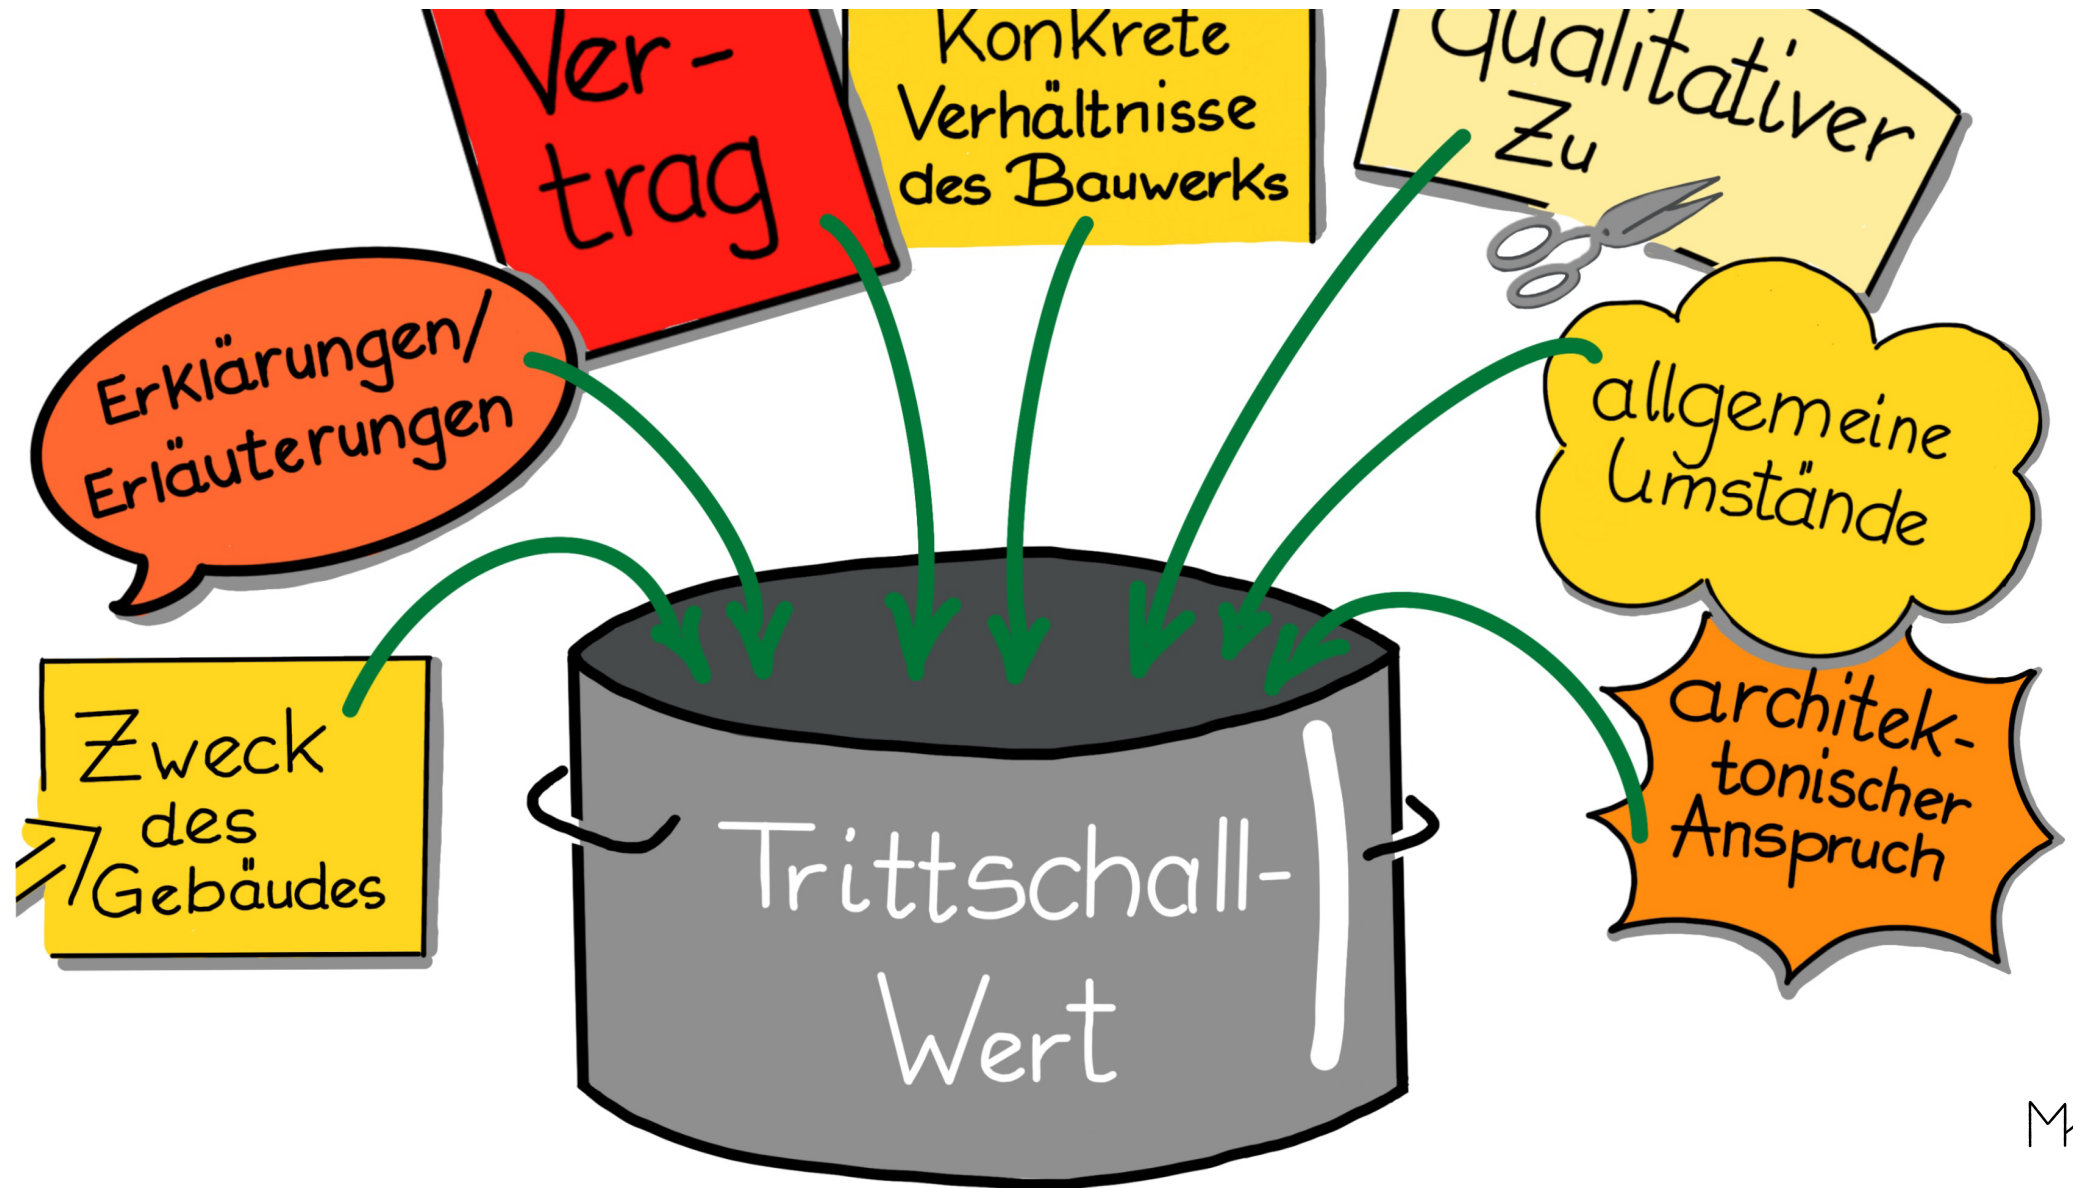 Ver-
trag
Konkrete
Verhältnisse
des Bauwerks
qualitativer
Zu
Erklärungen/
Erläuterungen
allgemeine
Umstände
Zweck
des
Gebäudes
architek-
tonischer
Anspruch
Trittschall-
Wert